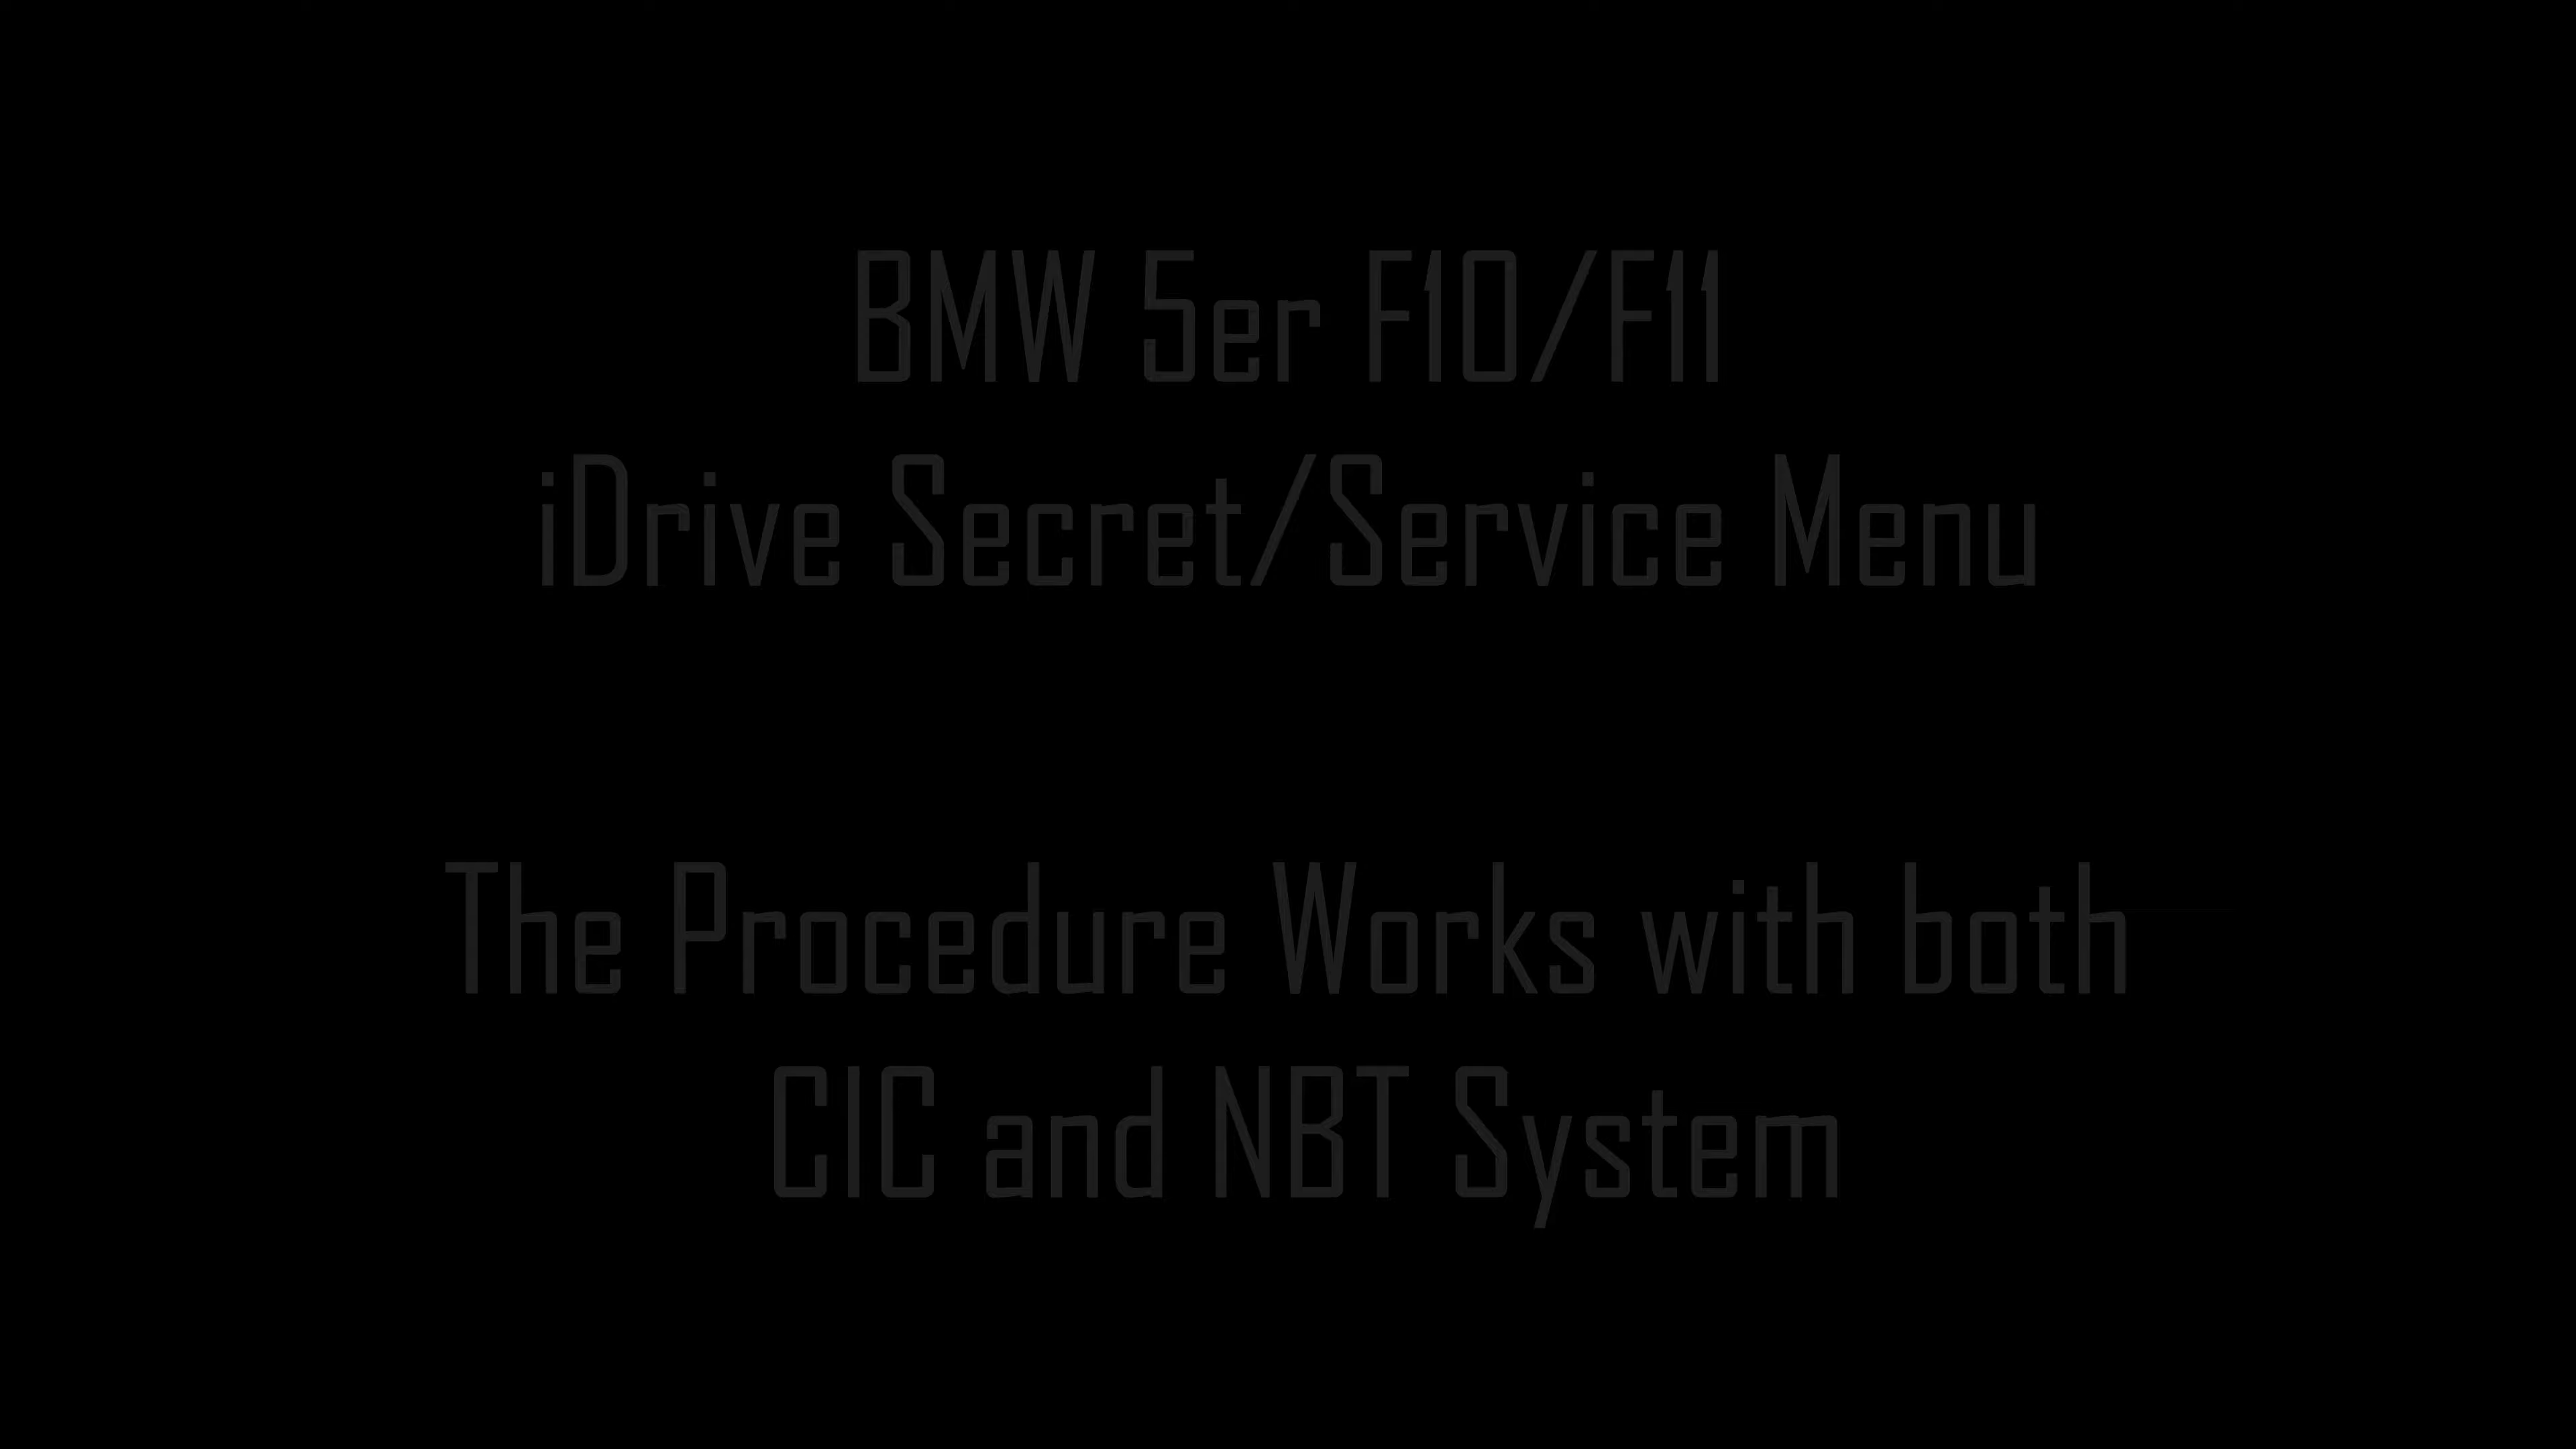 BMW 5er F10/F11
iDrive Secret/Service Menu
The Procedure Works with both
CIC and NBT System